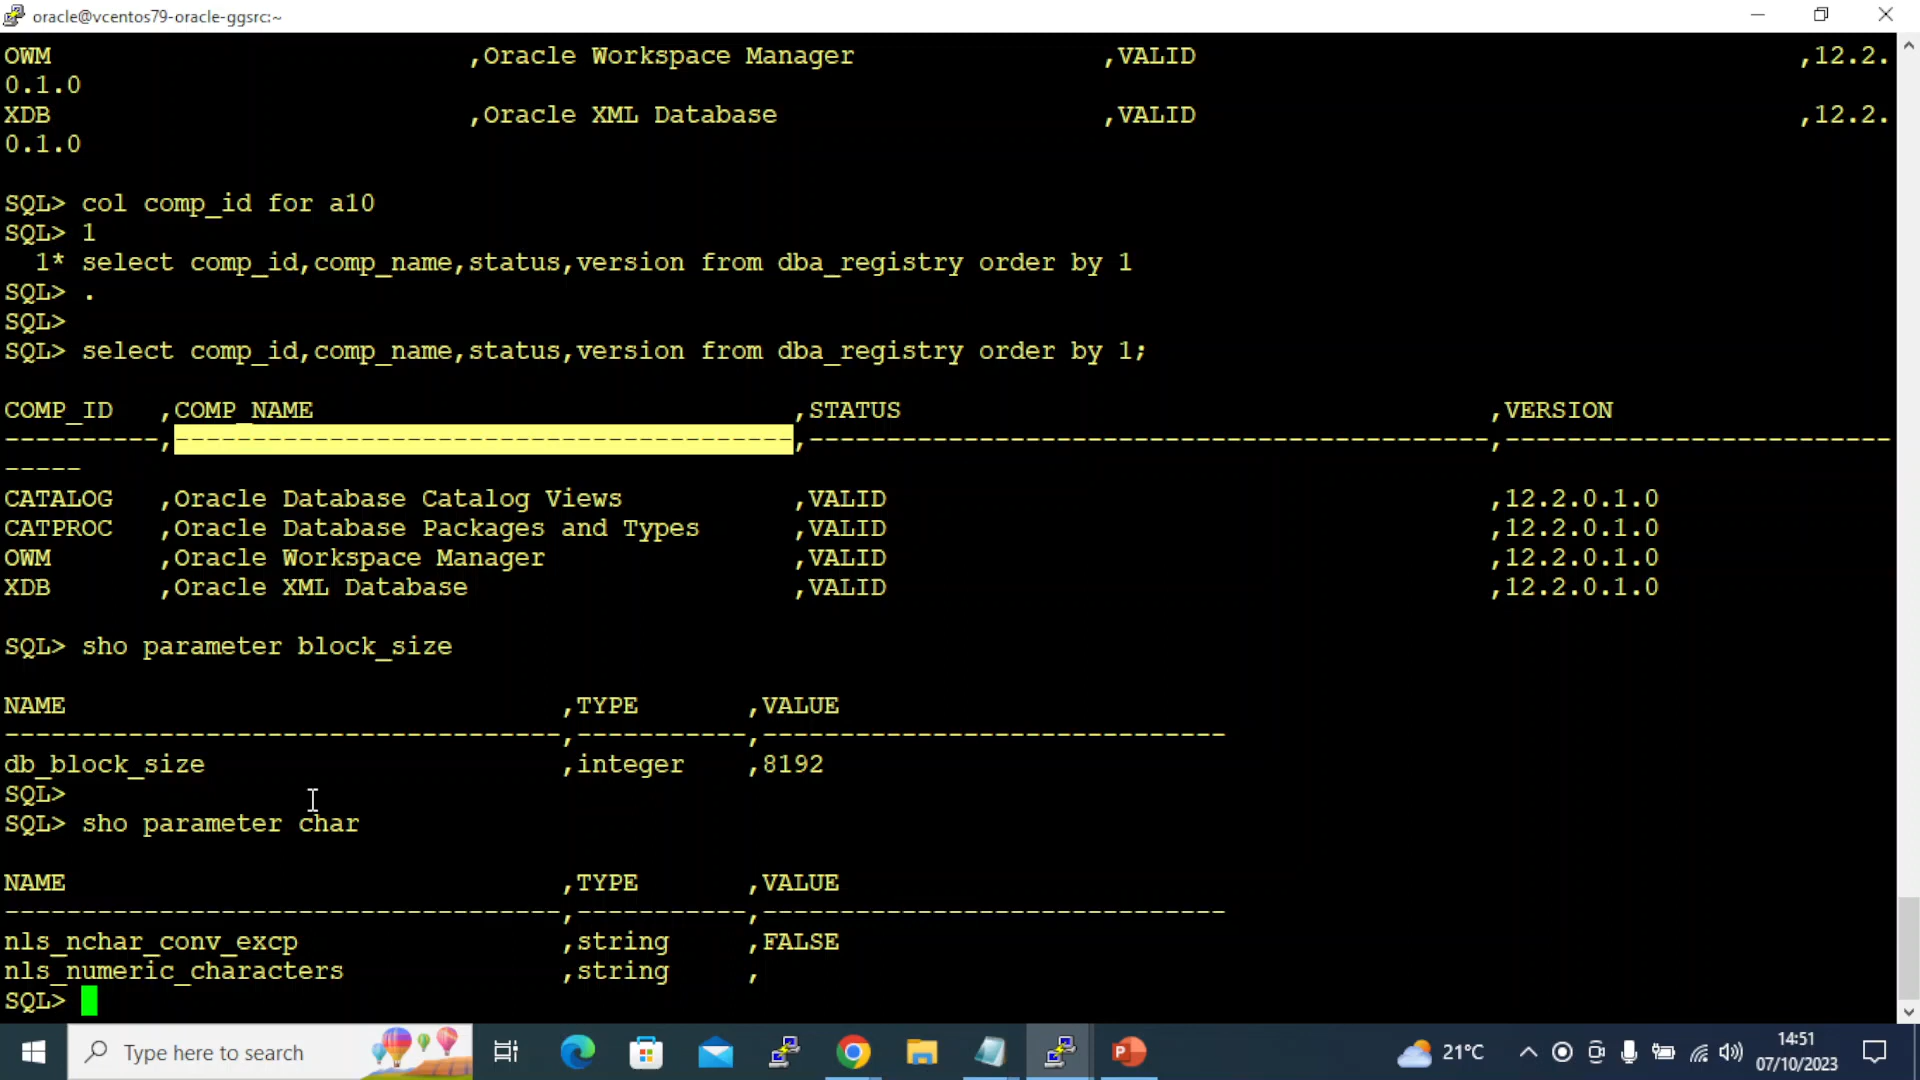 oracle@vcentos79-oracle-ggsrc:~
OWM ,Oracle Workspace Manager ,VALID ,12.2.
0.1.0
XDB ,Oracle XML Database ,VALID ,12.2.
0.1.0
SQL> col comp_id for a10
SQL> l
1* select comp_id,comp_name,status,version from dba_registry order by 1
SQL> .
SQL>
SQL> select comp_id,comp_name,status,version from dba_registry order by 1;
COMP_ID ,COMP_NAME ,STATUS ,VERSION
----------,----------------------------------------,--------------------------------------------,-------------------------
-----
CATALOG ,Oracle Database Catalog Views ,VALID ,12.2.0.1.0
CATPROC ,Oracle Database Packages and Types ,VALID ,12.2.0.1.0
OWM ,Oracle Workspace Manager ,VALID ,12.2.0.1.0
XDB ,Oracle XML Database ,VALID ,12.2.0.1.0
SQL> sho parameter block_size
NAME ,TYPE ,VALUE
------------------------------------,-----------,------------------------------
db_block_size ,integer ,8192
SQL>
SQL> sho parameter char
NAME ,TYPE ,VALUE
------------------------------------,-----------,------------------------------
nls_nchar_conv_excp ,string ,FALSE
nls_numeric_characters ,string ,
SQL>
Type here to search
21°C
14:51
07/10/2023